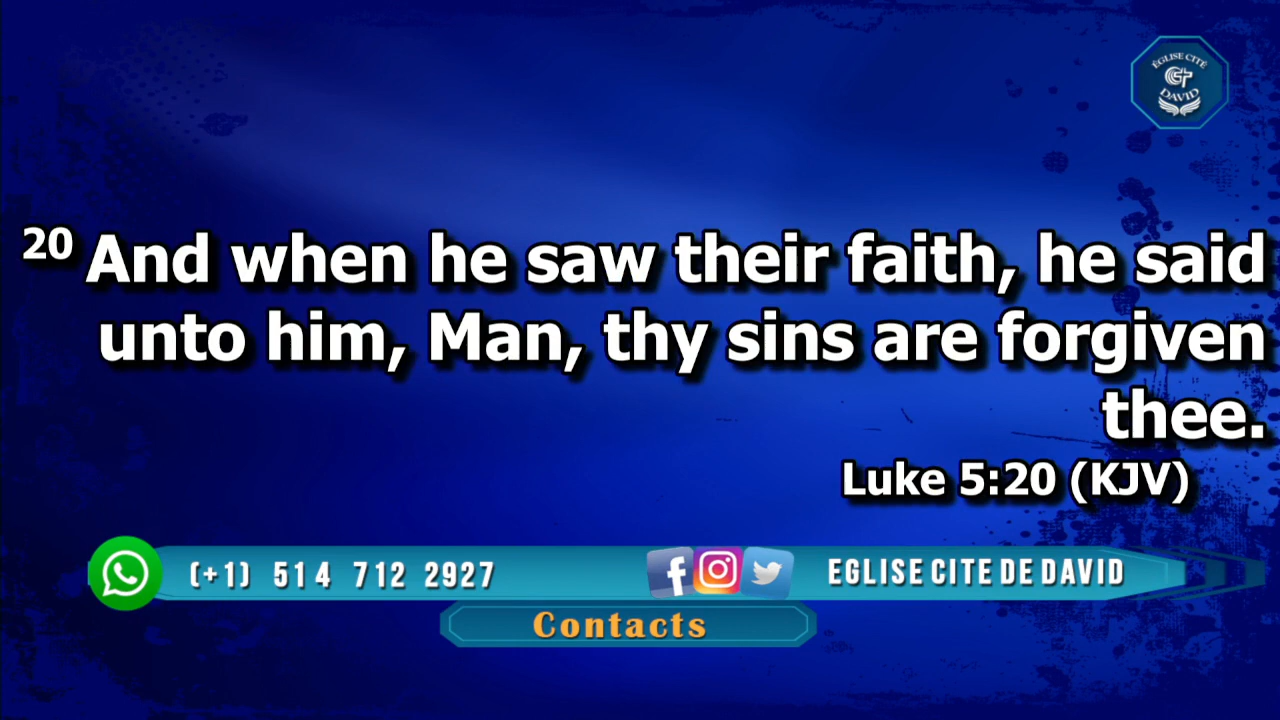 ÉGLISE CITÉ
DAVID
20 And when he saw their faith, he said
unto him, Man, thy sins are forgiven
thee.
Luke 5:20 (KJV)
(+1) 514 712 2927
EGLISE CITE DE DAVID
Contacts